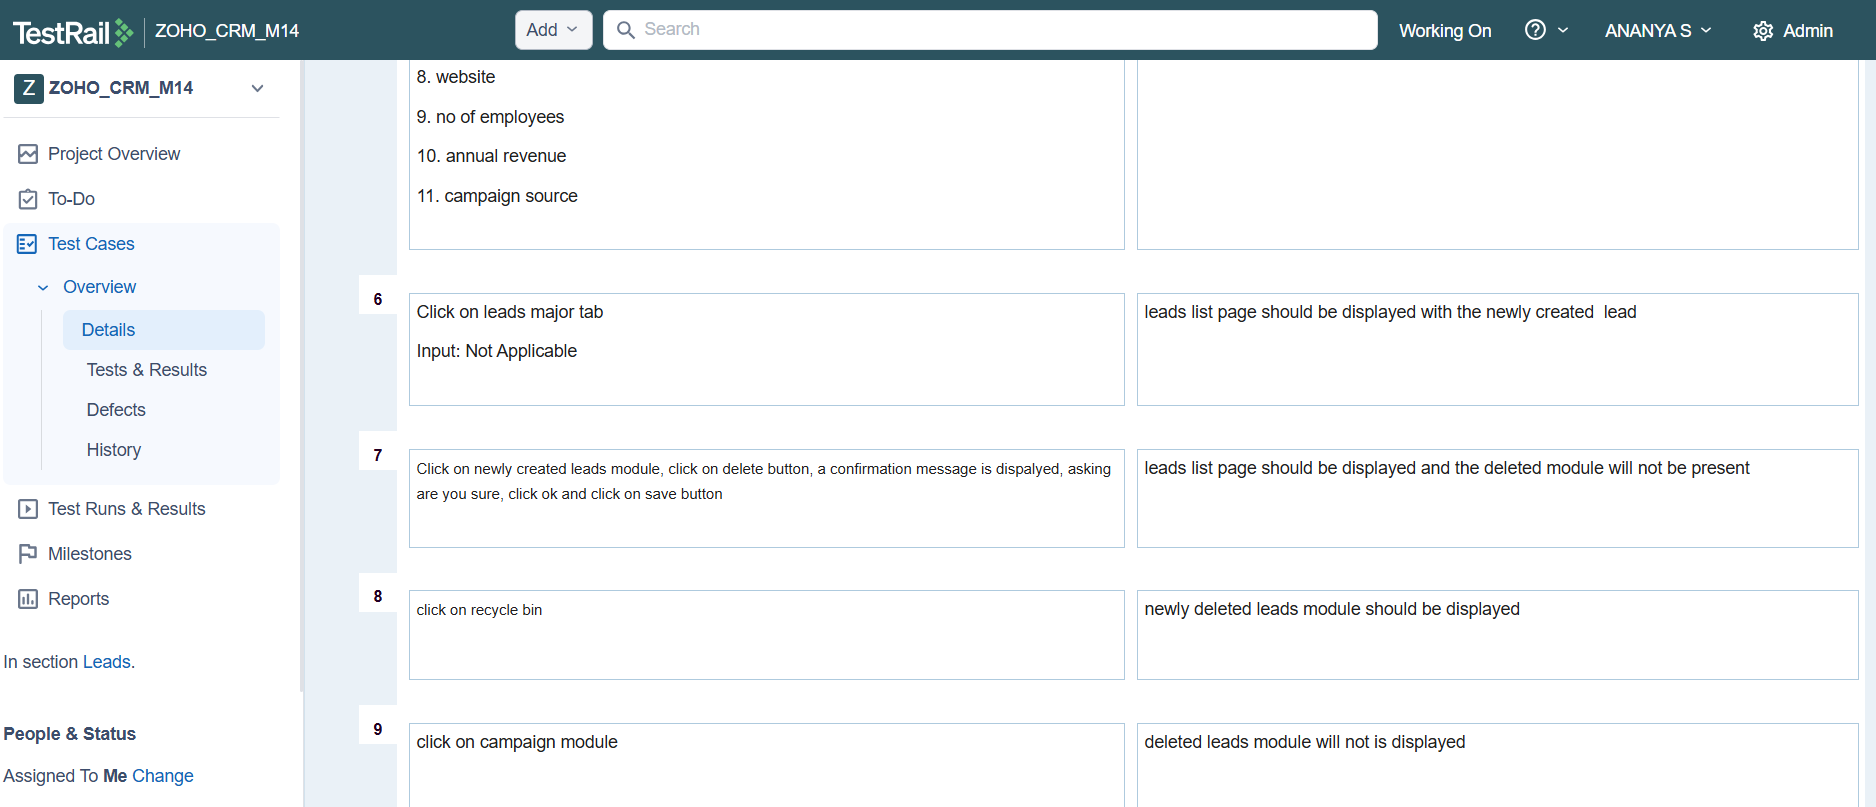 TestRail ZOHO_CRM_M14 Add Search Working On ANANYA S Admin
Z ZOHO_CRM_M14
Project Overview
To-Do
Test Cases
Overview
Details
Tests & Results
Defects
History
Test Runs & Results
Milestones
Reports
In section Leads.
People & Status
Assigned To Me Change
8. website
9. no of employees
10. annual revenue
11. campaign source
6
Click on leads major tab
Input: Not Applicable
leads list page should be displayed with the newly created  lead
7
Click on newly created leads module, click on delete button, a confirmation message is dispalyed, asking
are you sure, click ok and click on save button
leads list page should be displayed and the deleted module will not be present
8
click on recycle bin
newly deleted leads module should be displayed
9
click on campaign module
deleted leads module will not is displayed